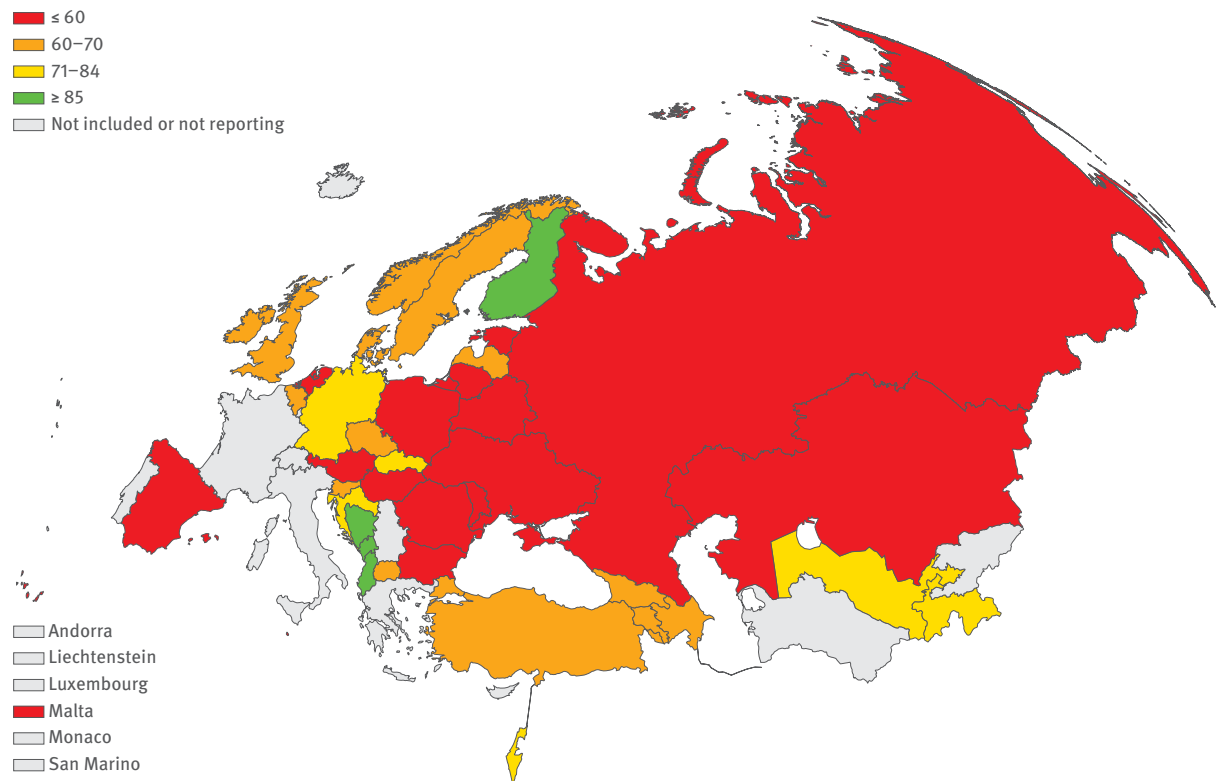 ≤ 60
60–70
71–84
≥ 85
Not included or not reporting
Andorra
Liechtenstein
Luxembourg
Malta
Monaco
San Marino